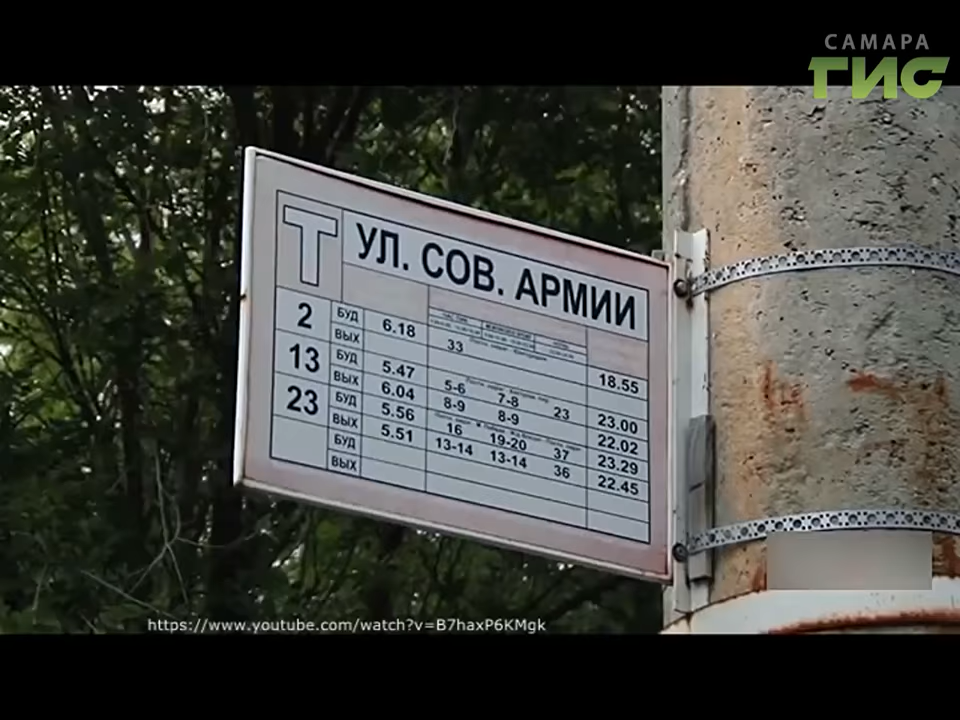 САМАРА
ГИС
Т УЛ. СОВ. АРМИИ
2 БУД 6.18 33 18.55
ВЫХ
13 БУД 5.47 5-6 7-8 23 23.00
ВЫХ 6.04 8-9 8-9 22.02
23 БУД 5.56 16 19-20 37 23.29
ВЫХ 5.51 13-14 13-14 36 22.45
БУД
ВЫХ
https://www.youtube.com/watch?v=B7haxP6KMgk